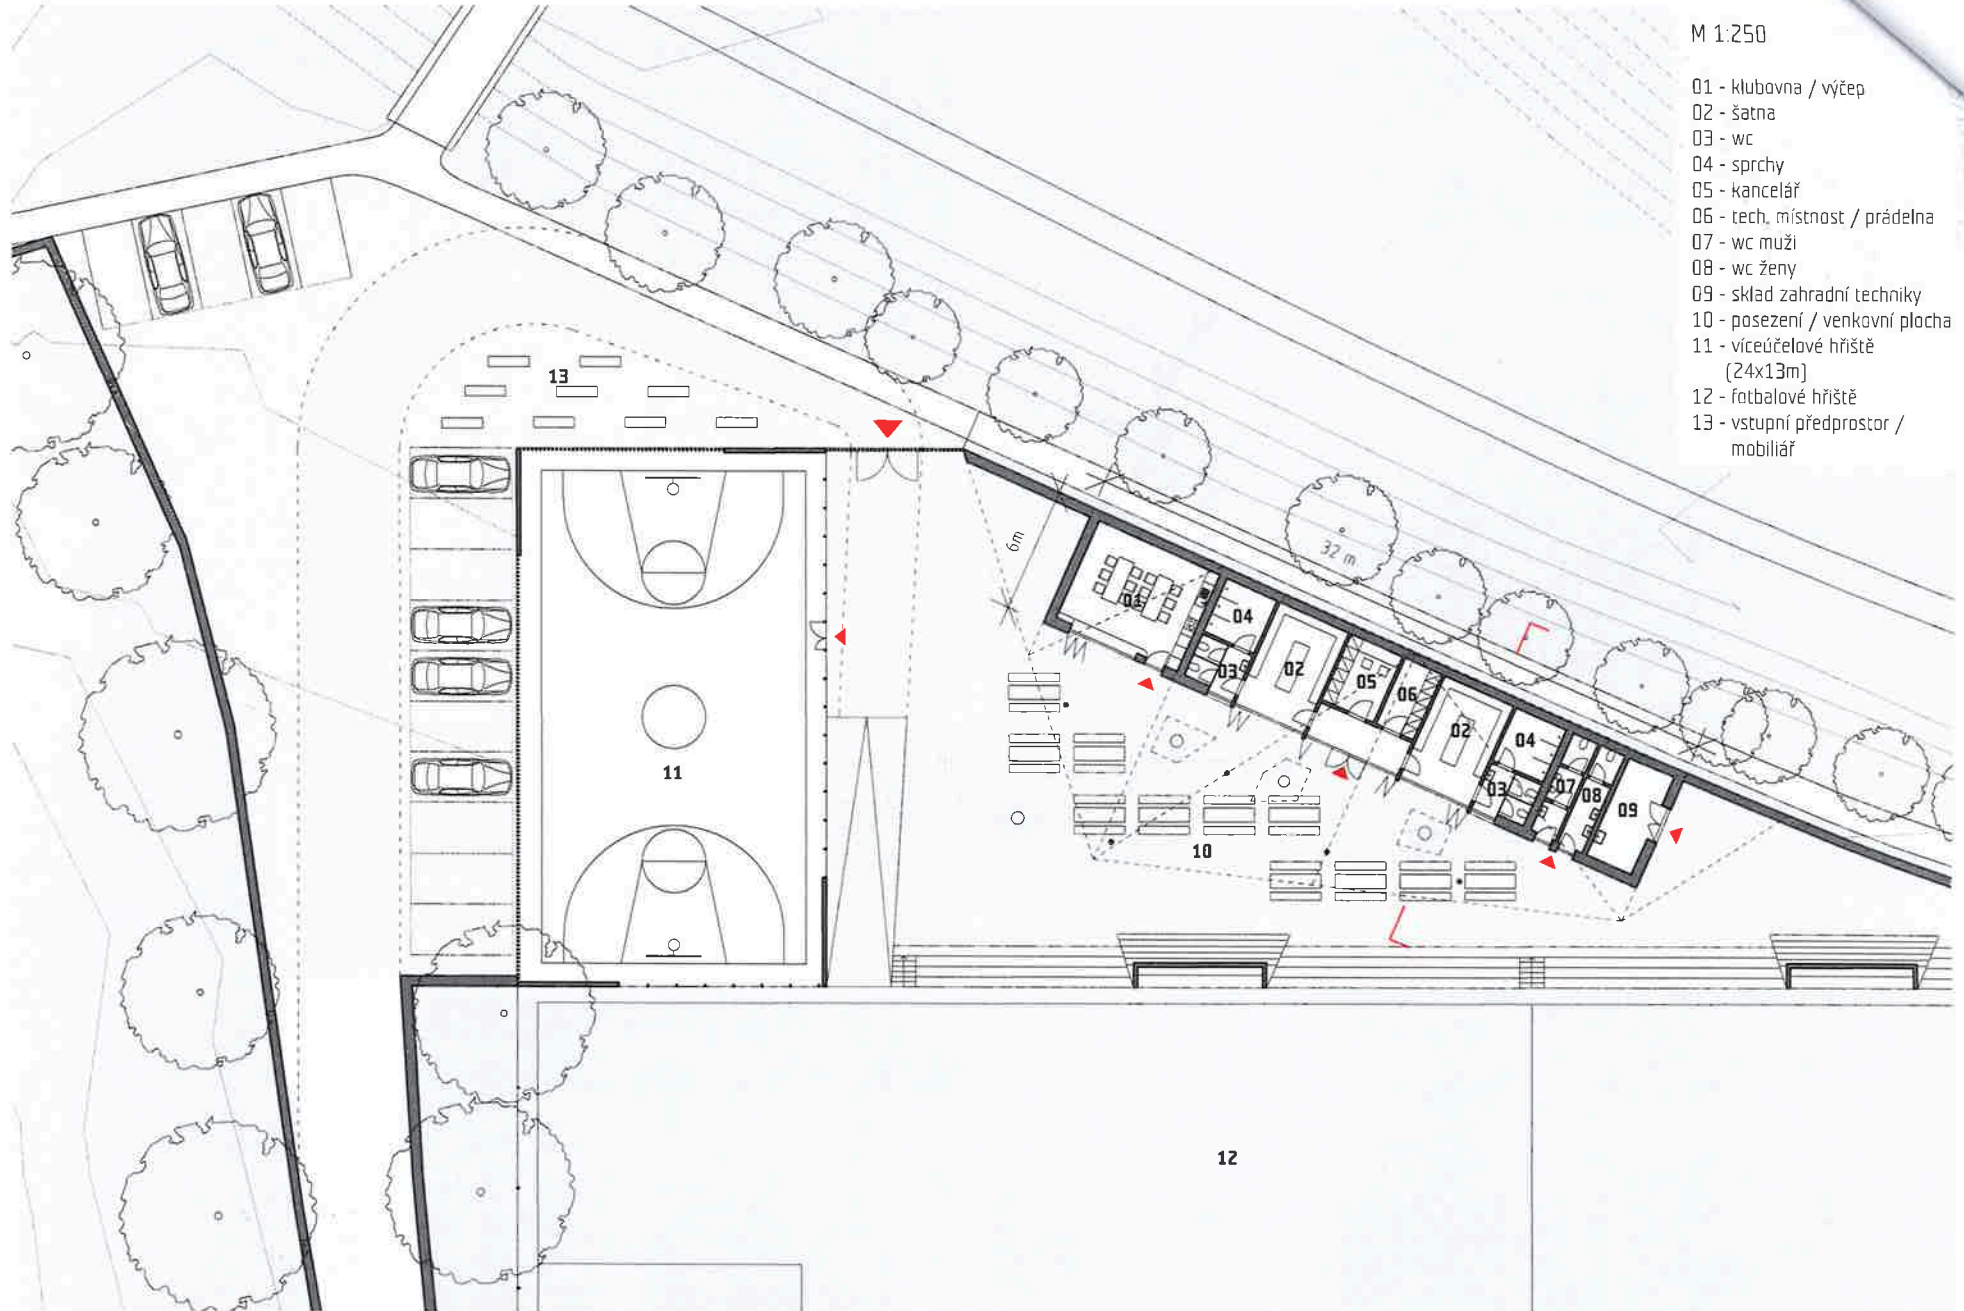 M 1:250
01 - klubovna / výčep
02 - šatna
03 - wc
04 - sprchy
05 - kancelář
06 - tech. místnost / prádelna
07 - wc muži
08 - wc ženy
09 - sklad zahradní techniky
10 - posezení / venkovní plocha
11 - víceúčelové hřiště
(24x13m)
12 - fotbalové hřiště
13 - vstupní předprostor /
mobiliář
13
6m
32 m
01
04
03
02
05
06
02
04
03
07
08
09
11
10
12